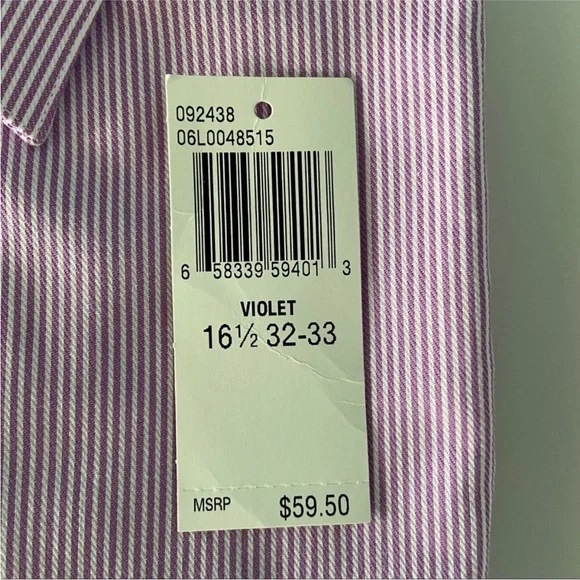 092438
06L0048515
6 58339 59401 3
VIOLET
16½ 32-33
MSRP $59.50